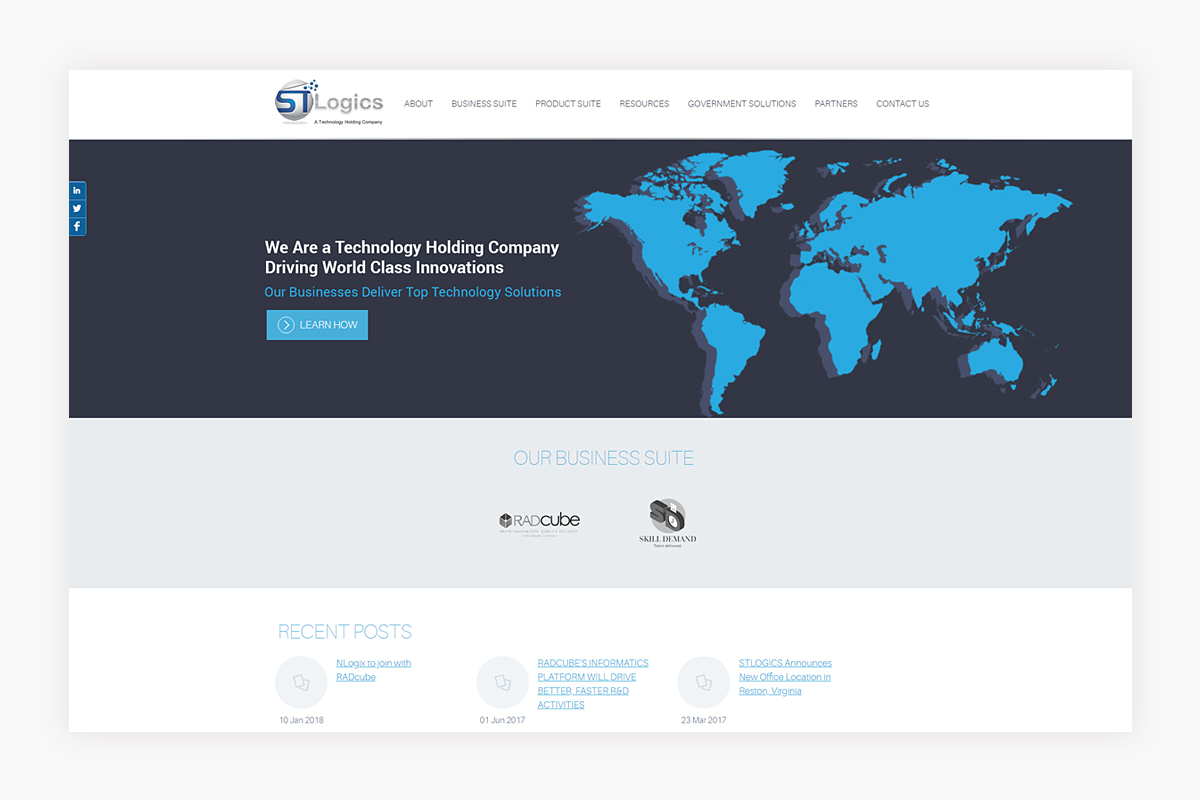 STLogics
A Technology Holding Company
ABOUT BUSINESS SUITE PRODUCT SUITE RESOURCES GOVERNMENT SOLUTIONS PARTNERS CONTACT US
in
f
We Are a Technology Holding Company
Driving World Class Innovations
Our Businesses Deliver Top Technology Solutions
LEARN HOW
OUR BUSINESS SUITE
RADcube
SKILL DEMAND
Talent delivered
RECENT POSTS
NLogix to join with
RADcube
10 Jan 2018
RADCUBE'S INFORMATICS
PLATFORM WILL DRIVE
BETTER, FASTER R&D
ACTIVITIES
01 Jun 2017
STLOGICS Announces
New Office Location in
Reston, Virginia
23 Mar 2017